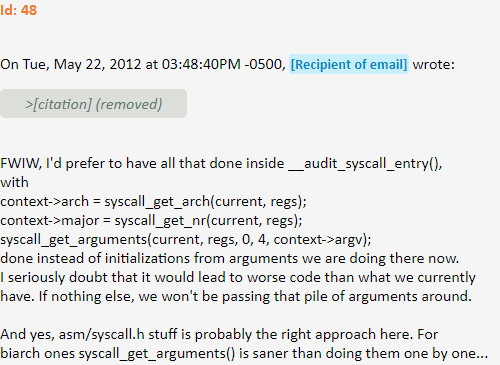 Id: 48
On Tue, May 22, 2012 at 03:48:40PM -0500, [Recipient of email] wrote:
>[citation] (removed)
FWIW, I'd prefer to have all that done inside __audit_syscall_entry(),
with
context->arch = syscall_get_arch(current, regs);
context->major = syscall_get_nr(current, regs);
syscall_get_arguments(current, regs, 0, 4, context->argv);
done instead of initializations from arguments we are doing there now.
I seriously doubt that it would lead to worse code than what we currently
have. If nothing else, we won't be passing that pile of arguments around.
And yes, asm/syscall.h stuff is probably the right approach here. For
biarch ones syscall_get_arguments() is saner than doing them one by one...